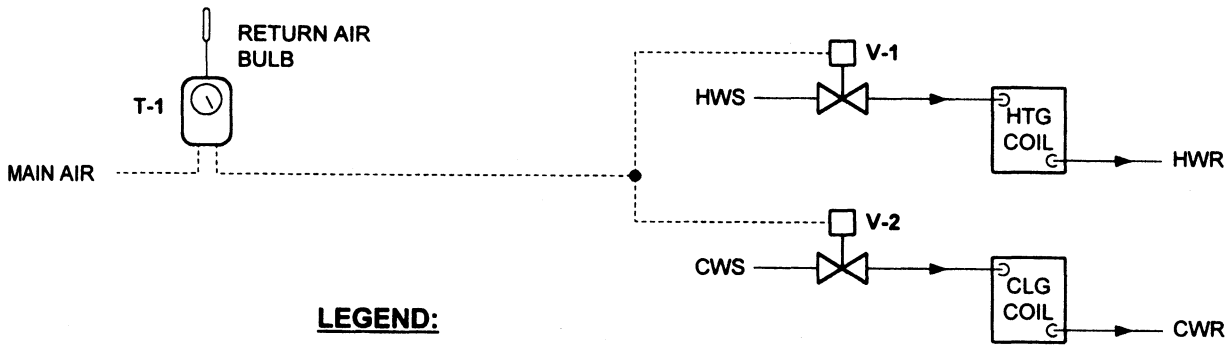 RETURN AIR
BULB
T-1
MAIN AIR
V-1
HWS
HTG
COIL
HWR
V-2
CWS
CLG
COIL
CWR
LEGEND: